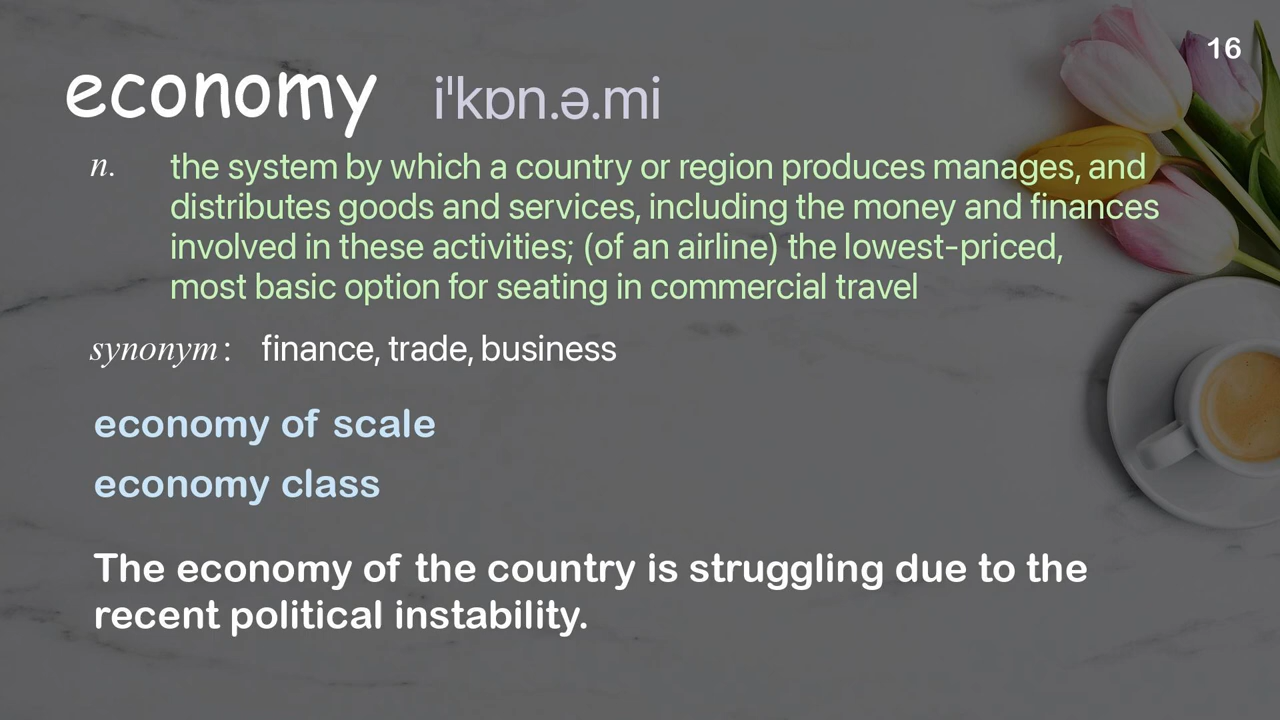 16
economy iˈkɒn.ə.mi
n. the system by which a country or region produces manages, and
distributes goods and services, including the money and finances
involved in these activities; (of an airline) the lowest-priced,
most basic option for seating in commercial travel
synonym: finance, trade, business
economy of scale
economy class
The economy of the country is struggling due to the
recent political instability.